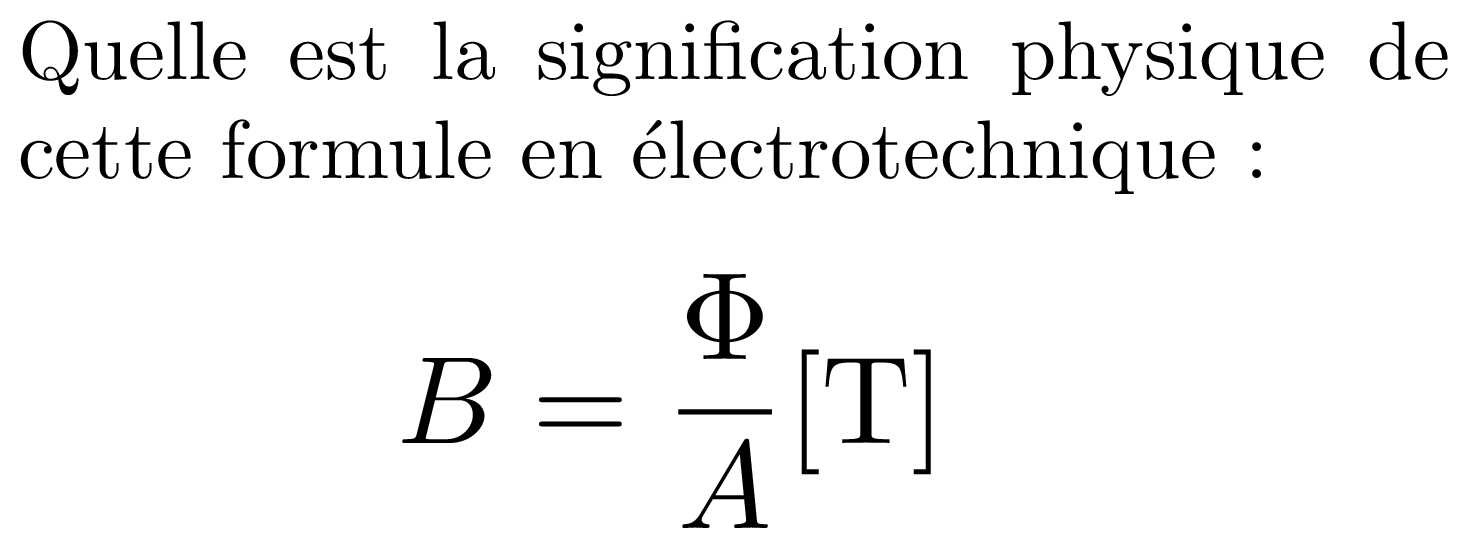 Quelle est la signification physique de
cette formule en électrotechnique :
B = Φ/A [T]